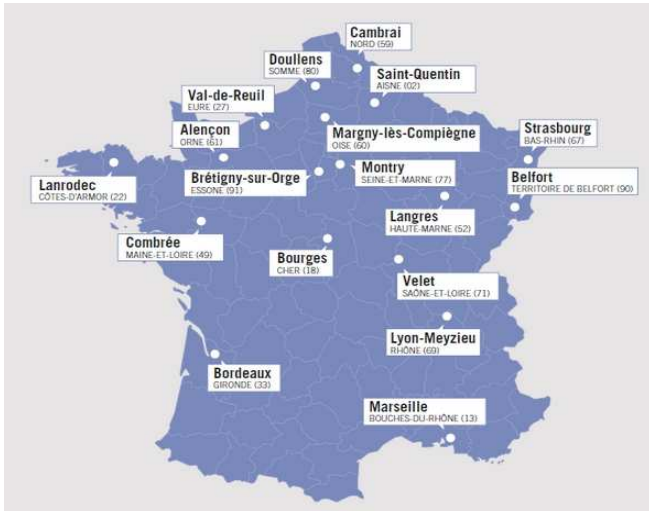 Cambrai
NORD (59)
Doullens
SOMME (80)
Saint-Quentin
AISNE (02)
Val-de-Reuil
EURE (27)
Alençon
ORNE (61)
Margny-lès-Compiègne
OISE (60)
Strasbourg
BAS-RHIN (67)
Lanrodec
CÔTES-D'ARMOR (22)
Brétigny-sur-Orge
ESSONE (91)
Montry
SEINE-ET-MARNE (77)
Belfort
TERRITOIRE DE BELFORT (90)
Langres
HAUTE-MARNE (52)
Combrée
MAINE-ET-LOIRE (49)
Bourges
CHER (18)
Velet
SAÔNE-ET-LOIRE (71)
Lyon-Meyzieu
RHÔNE (69)
Bordeaux
GIRONDE (33)
Marseille
BOUCHES-DU-RHÔNE (13)